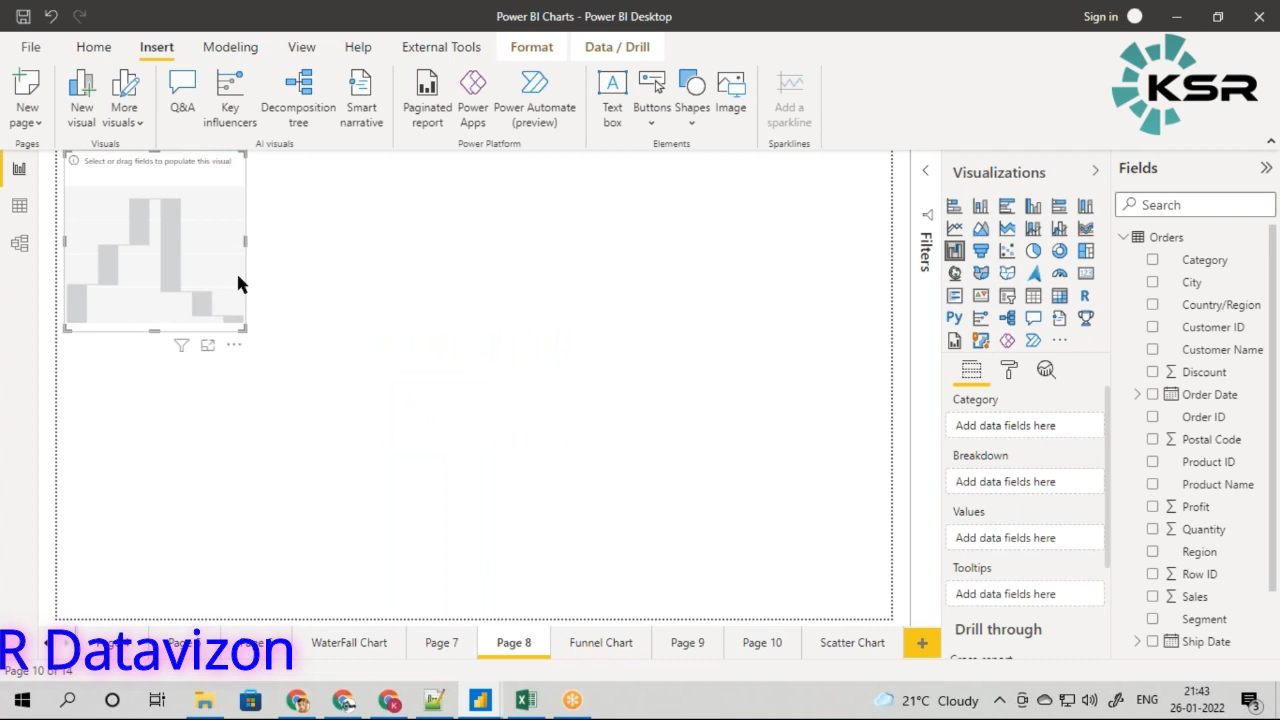 Power BI Charts - Power BI Desktop
Sign in
File
Home
Insert
Modeling
View
Help
External Tools
Format
Data / Drill
KSR
New page
New visual
More visuals
Q&A
Key influencers
Decomposition tree
Smart narrative
Paginated report
Power Apps
Power Automate (preview)
Text box
Buttons
Shapes
Image
Add a sparkline
Pages
Visuals
AI visuals
Power Platform
Elements
Sparklines
Select or drag fields to populate this visual
Filters
Visualizations
R
Py
Category
Add data fields here
Breakdown
Add data fields here
Values
Add data fields here
Tooltips
Add data fields here
Drill through
Fields
Search
Orders
Category
City
Country/Region
Customer ID
Customer Name
Discount
Order Date
Order ID
Postal Code
Product ID
Product Name
Profit
Quantity
Region
Row ID
Sales
Segment
Ship Date
WaterFall Chart
Page 7
Page 8
Funnel Chart
Page 9
Page 10
Scatter Chart
R Datavizon
Page 10 of 14
21°C Cloudy
ENG
21:43
26-01-2022
3